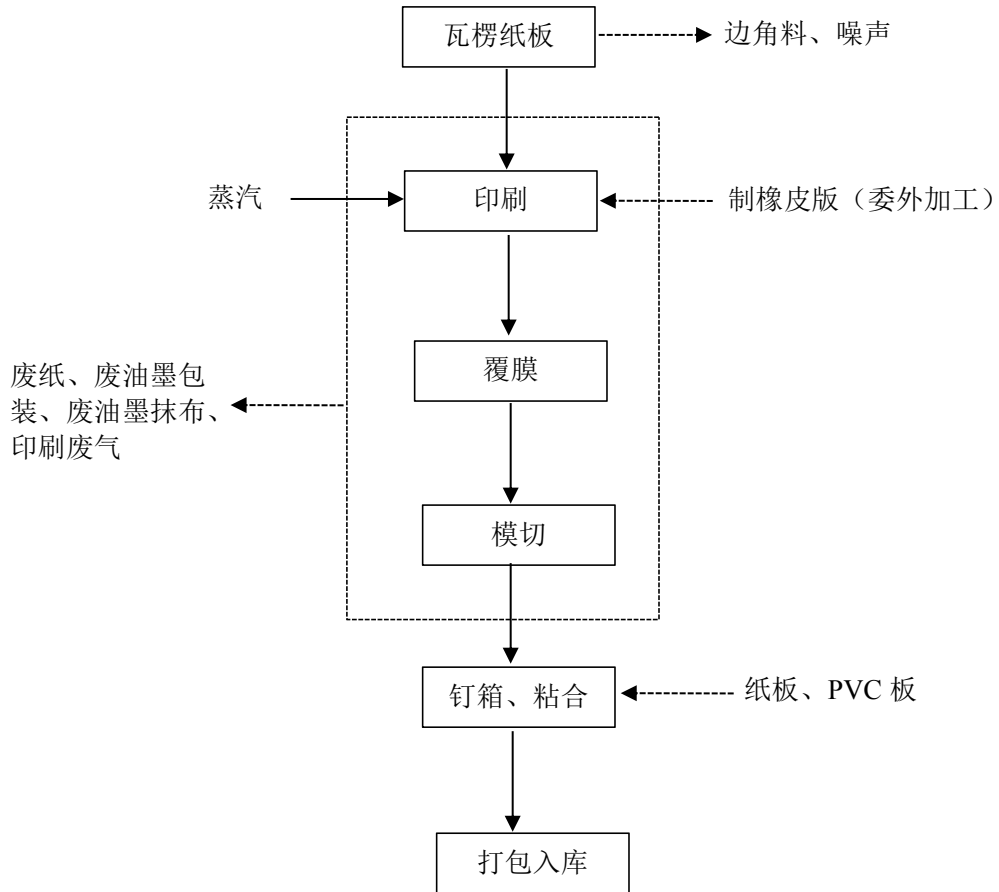 瓦楞纸板
边角料、噪声
蒸汽
印刷
制橡皮版（委外加工）
覆膜
废纸、废油墨包
装、废油墨抹布、
印刷废气
模切
钉箱、粘合
纸板、PVC 板
打包入库